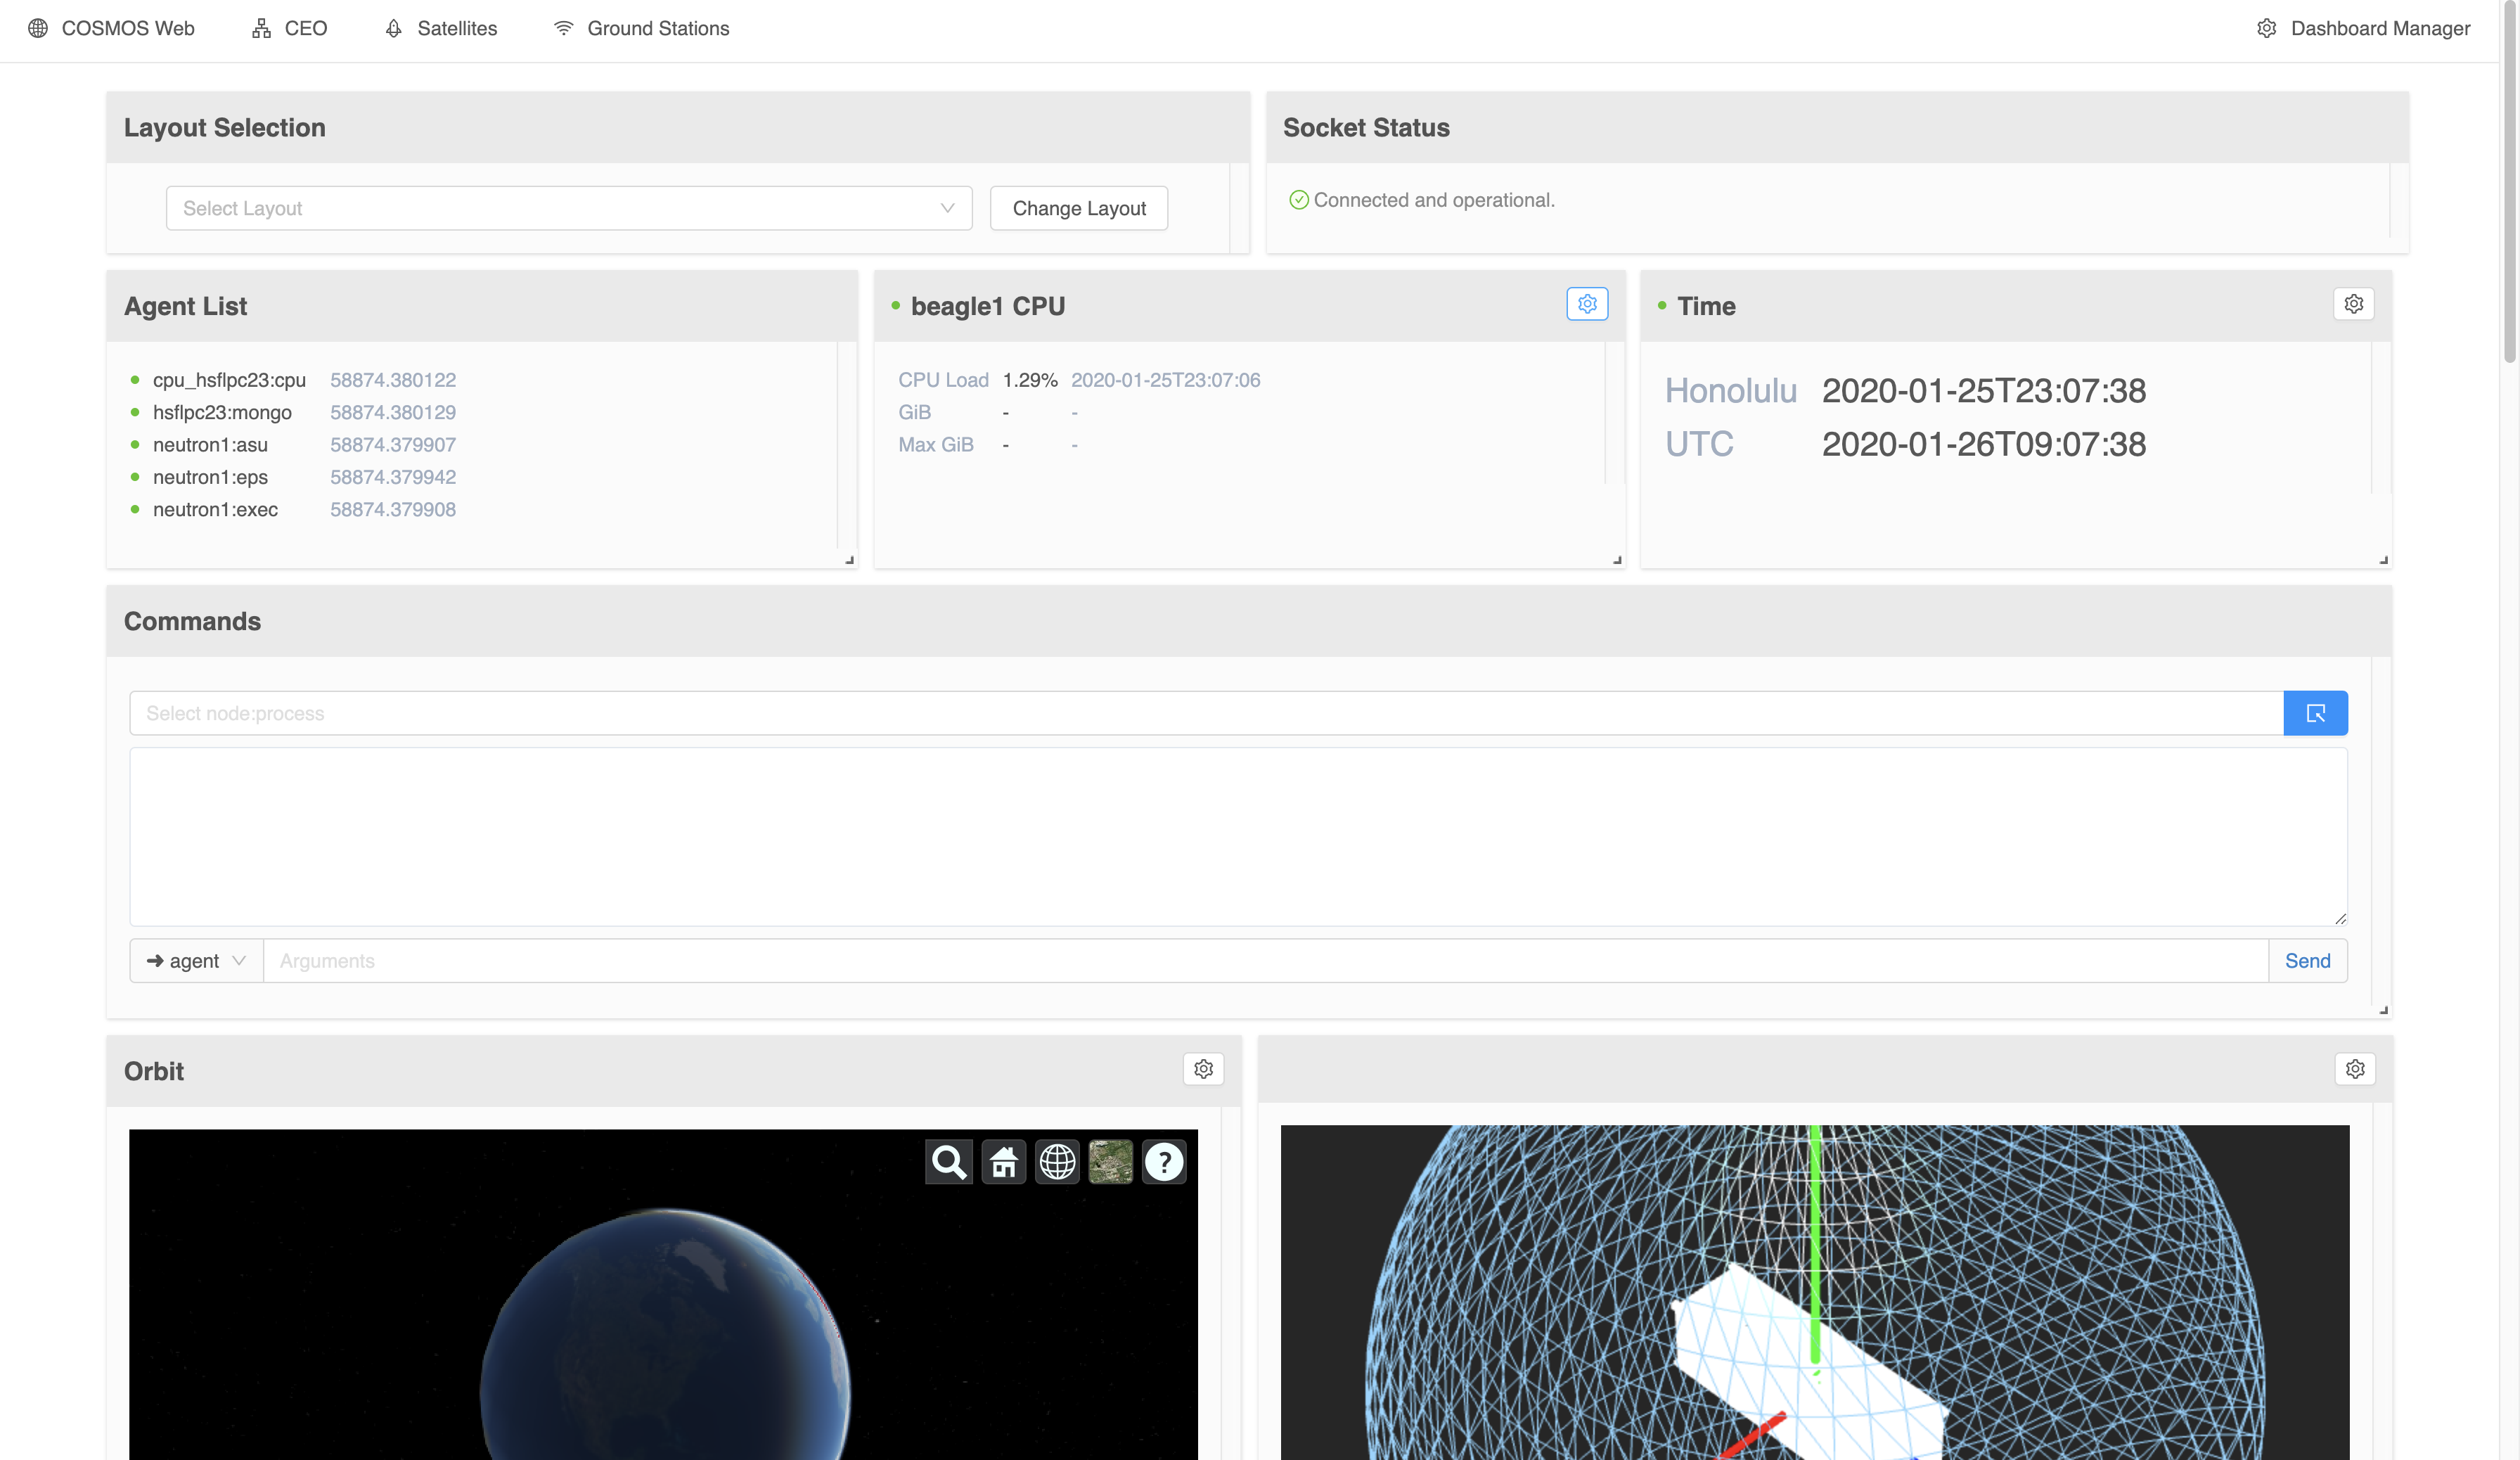 COSMOS Web CEO Satellites Ground Stations Dashboard Manager
Layout Selection
Select Layout Change Layout
Socket Status
Connected and operational.
Agent List
cpu_hsflpc23:cpu 58874.380122
hsflpc23:mongo 58874.380129
neutron1:asu 58874.379907
neutron1:eps 58874.379942
neutron1:exec 58874.379908
beagle1 CPU
CPU Load 1.29% 2020-01-25T23:07:06
GiB - -
Max GiB - -
Time
Honolulu 2020-01-25T23:07:38
UTC 2020-01-26T09:07:38
Commands
Select node:process
➜ agent Arguments Send
Orbit
?